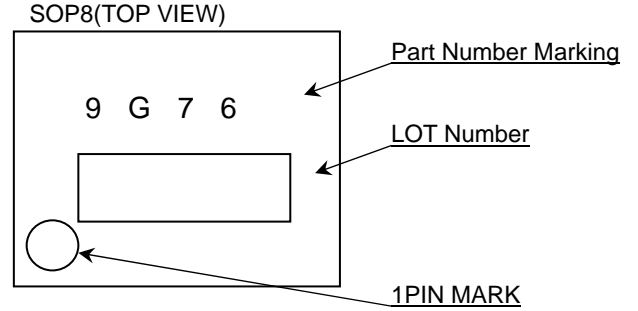 SOP8(TOP VIEW)
Part Number Marking
9 G 7 6
LOT Number
1PIN MARK